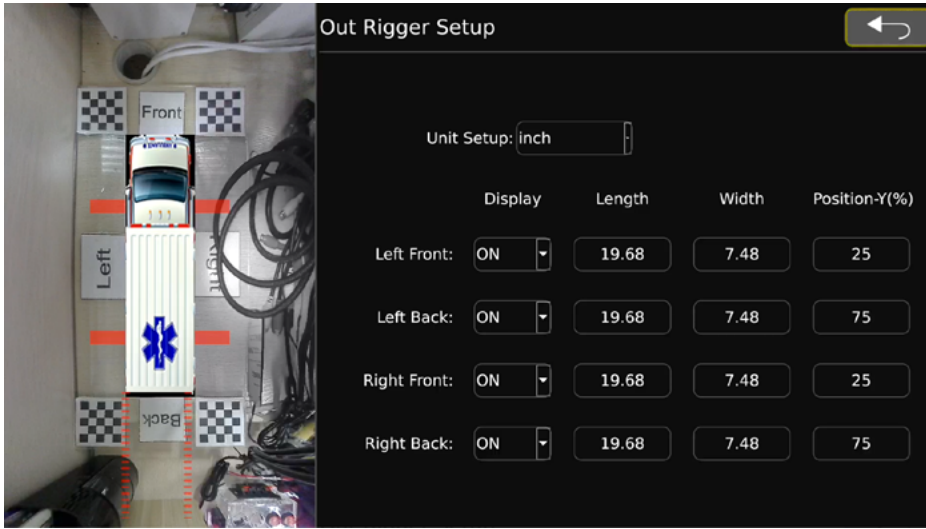 Out Rigger Setup
Unit Setup: inch
Display Length Width Position-Y(%)
Left Front: ON 19.68 7.48 25
Left Back: ON 19.68 7.48 75
Right Front: ON 19.68 7.48 25
Right Back: ON 19.68 7.48 75
Front
AMBULANCE
Left
Right
Back